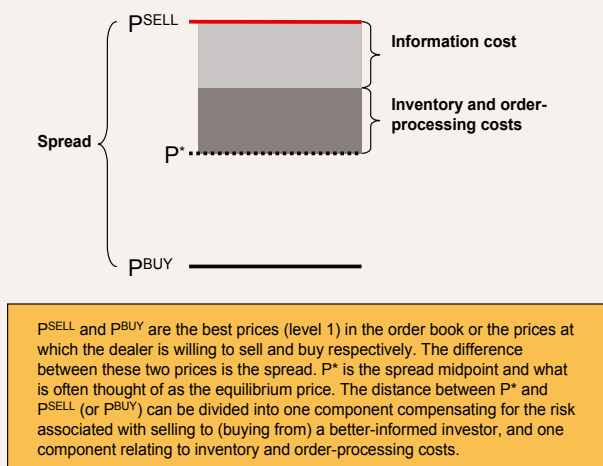 PSELL
Information cost
Inventory and order-
processing costs
Spread
P*
PBUY
PSELL and PBUY are the best prices (level 1) in the order book or the prices at
which the dealer is willing to sell and buy respectively. The difference
between these two prices is the spread. P* is the spread midpoint and what
is often thought of as the equilibrium price. The distance between P* and
PSELL (or PBUY) can be divided into one component compensating for the risk
associated with selling to (buying from) a better-informed investor, and one
component relating to inventory and order-processing costs.